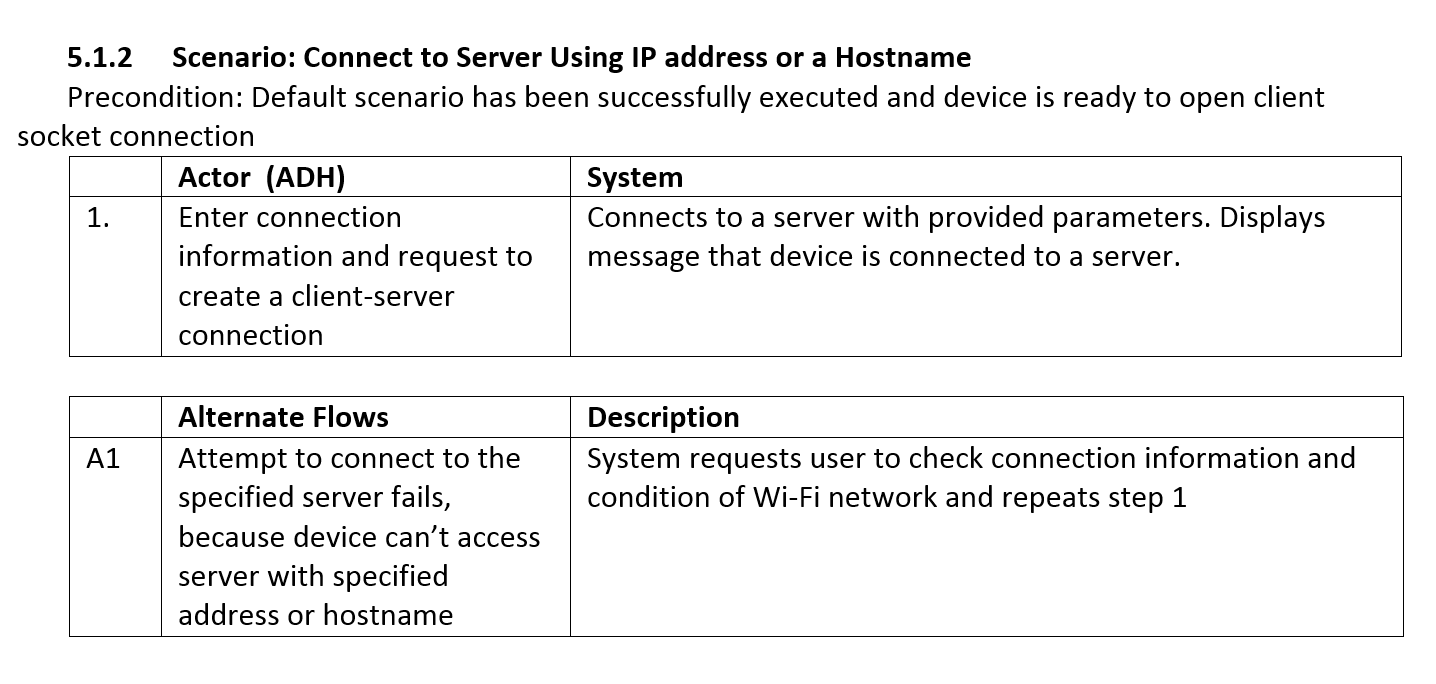 5.1.2 Scenario: Connect to Server Using IP address or a Hostname
Precondition: Default scenario has been successfully executed and device is ready to open client
socket connection
Actor (ADH) System
1. Enter connection Connects to a server with provided parameters. Displays
information and request to message that device is connected to a server.
create a client-server
connection
Alternate Flows Description
A1 Attempt to connect to the System requests user to check connection information and
specified server fails, condition of Wi-Fi network and repeats step 1
because device can’t access
server with specified
address or hostname